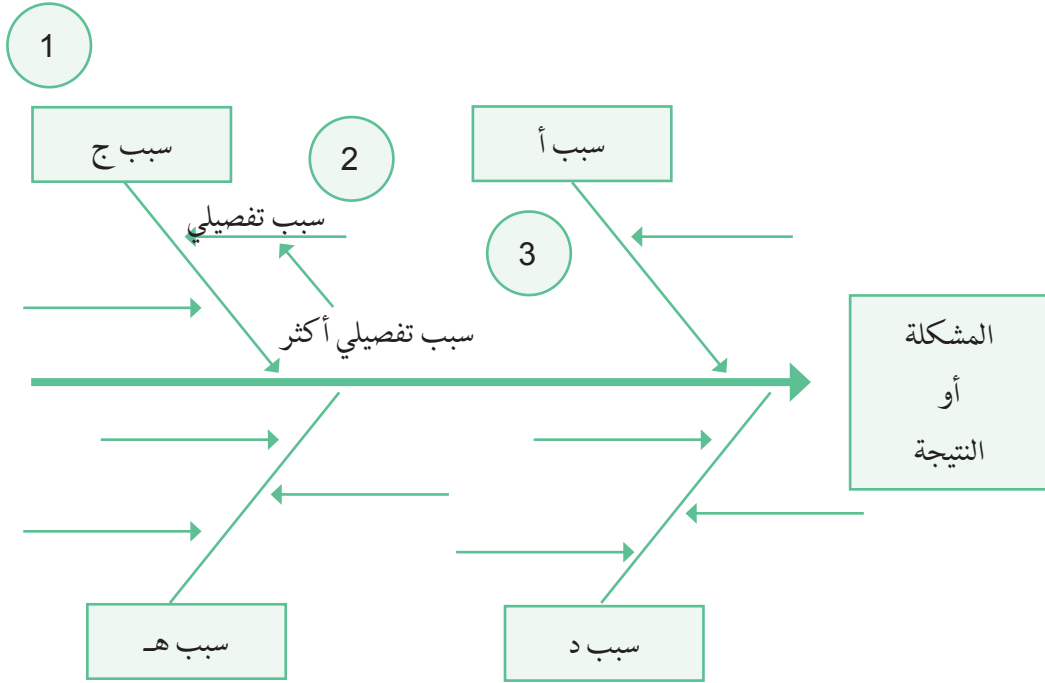 1
سبب أ
سبب ج
2
سبب تفصيلي
3
سبب تفصيلي أكثر
المشكلة
أو
النتيجة
سبب د
سبب هـ